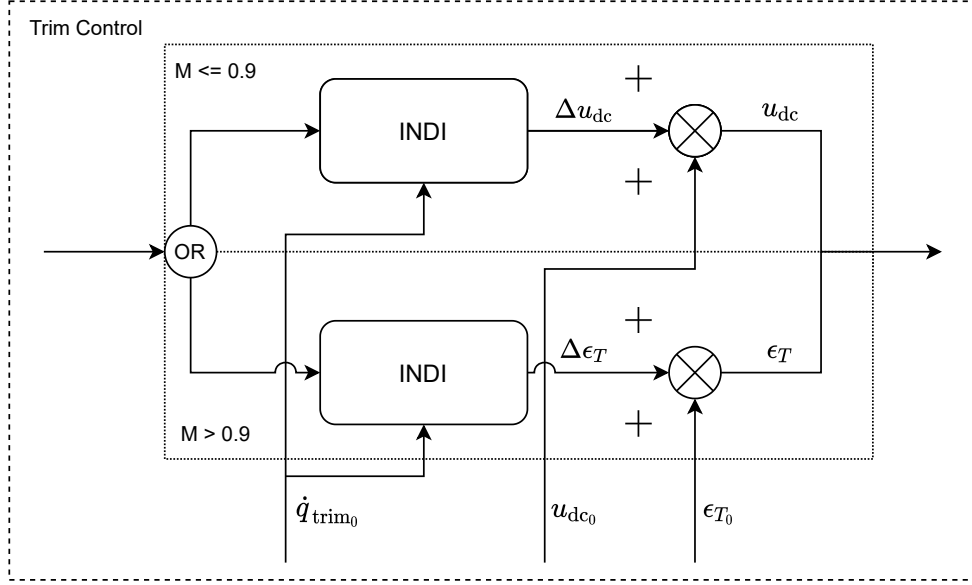 Trim Control
M <= 0.9
+
INDI
Δu_dc
u_dc
+
OR
+
INDI
Δϵ_T
ϵ_T
+
M > 0.9
q̇_trim₀
u_dc₀
ϵ_T₀